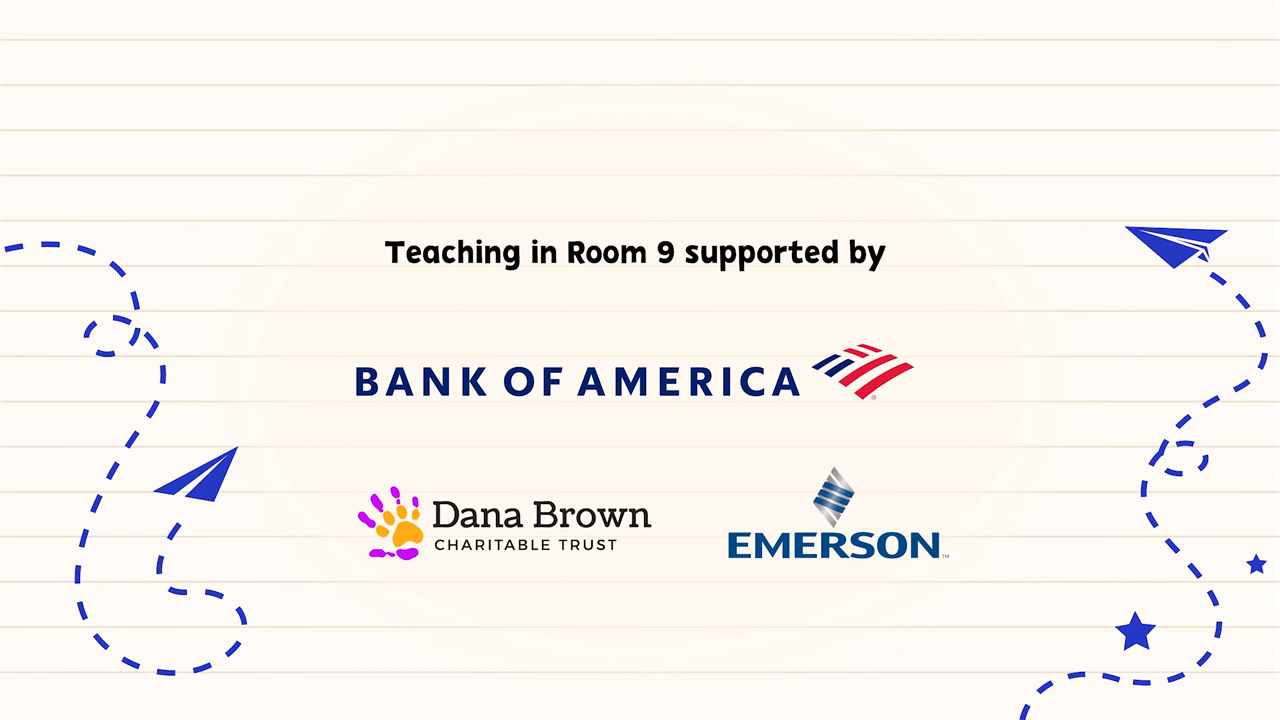 Teaching in Room 9 supported by
BANK OF AMERICA
Dana Brown
CHARITABLE TRUST
EMERSON